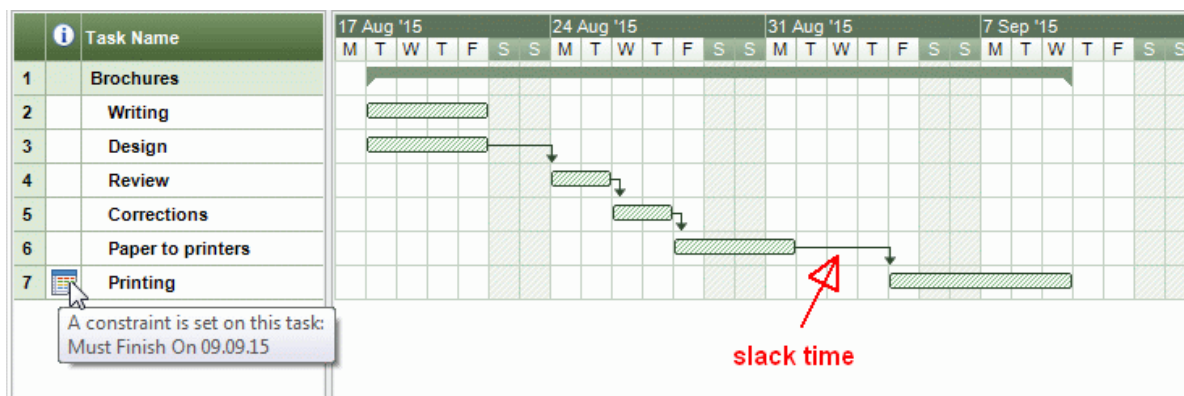 Task Name 17 Aug '15 24 Aug '15 31 Aug '15 7 Sep '15
M T W T F S S M T W T F S S M T W T F S S M T W T F S S
1 Brochures
2 Writing
3 Design
4 Review
5 Corrections
6 Paper to printers
7 Printing
A constraint is set on this task:
Must Finish On 09.09.15
slack time